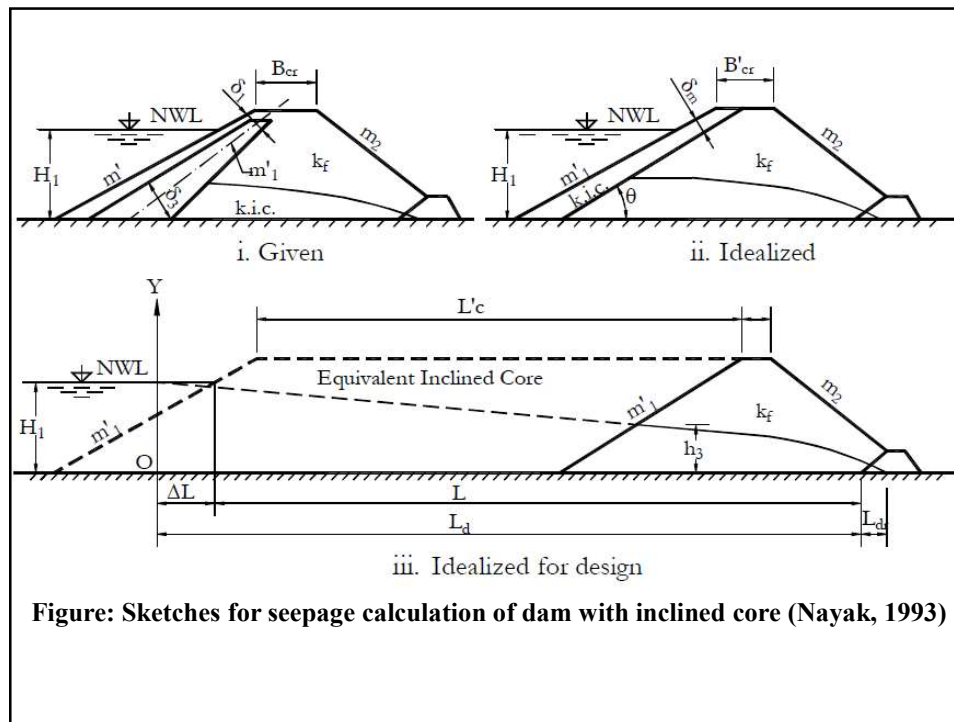 B_cr
δ_1
NWL
H_1
m'
m'_1
k_f
m_2
δ_3
k.i.c.
i. Given
B'_cr
δ_m
NWL
H_1
m'_1
k.i.c.
θ
k_f
m_2
ii. Idealized
Y
L'c
NWL
Equivalent Inclined Core
H_1
m'_1
m'_1
k_f
m_2
h_3
O
ΔL
L
L_d
L_dr
iii. Idealized for design
Figure: Sketches for seepage calculation of dam with inclined core (Nayak, 1993)